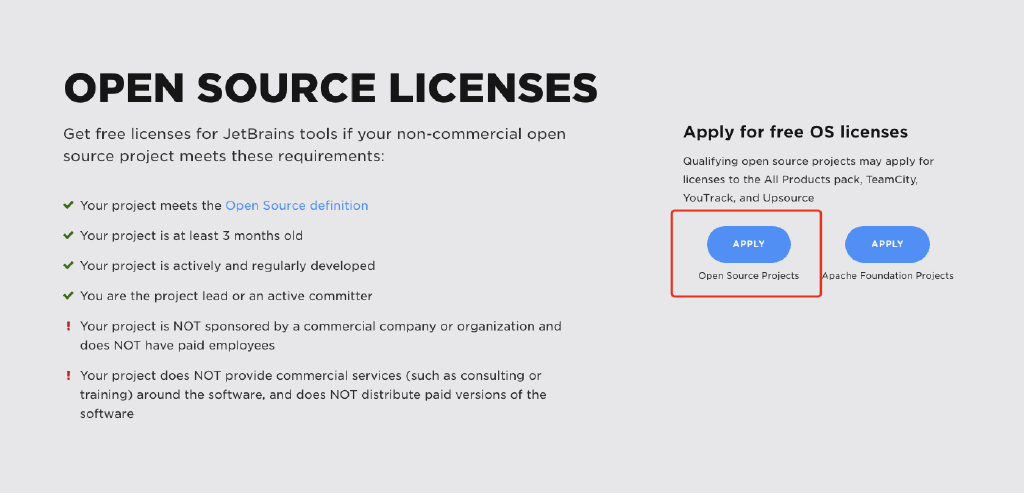 OPEN SOURCE LICENSES
Get free licenses for JetBrains tools if your non-commercial open
source project meets these requirements:
Your project meets the Open Source definition
Your project is at least 3 months old
Your project is actively and regularly developed
You are the project lead or an active committer
! Your project is NOT sponsored by a commercial company or organization and
does NOT have paid employees
! Your project does NOT provide commercial services (such as consulting or
training) around the software, and does NOT distribute paid versions of the
software
Apply for free OS licenses
Qualifying open source projects may apply for
licenses to the All Products pack, TeamCity,
YouTrack, and Upsource
APPLY
Open Source Projects
APPLY
Apache Foundation Projects